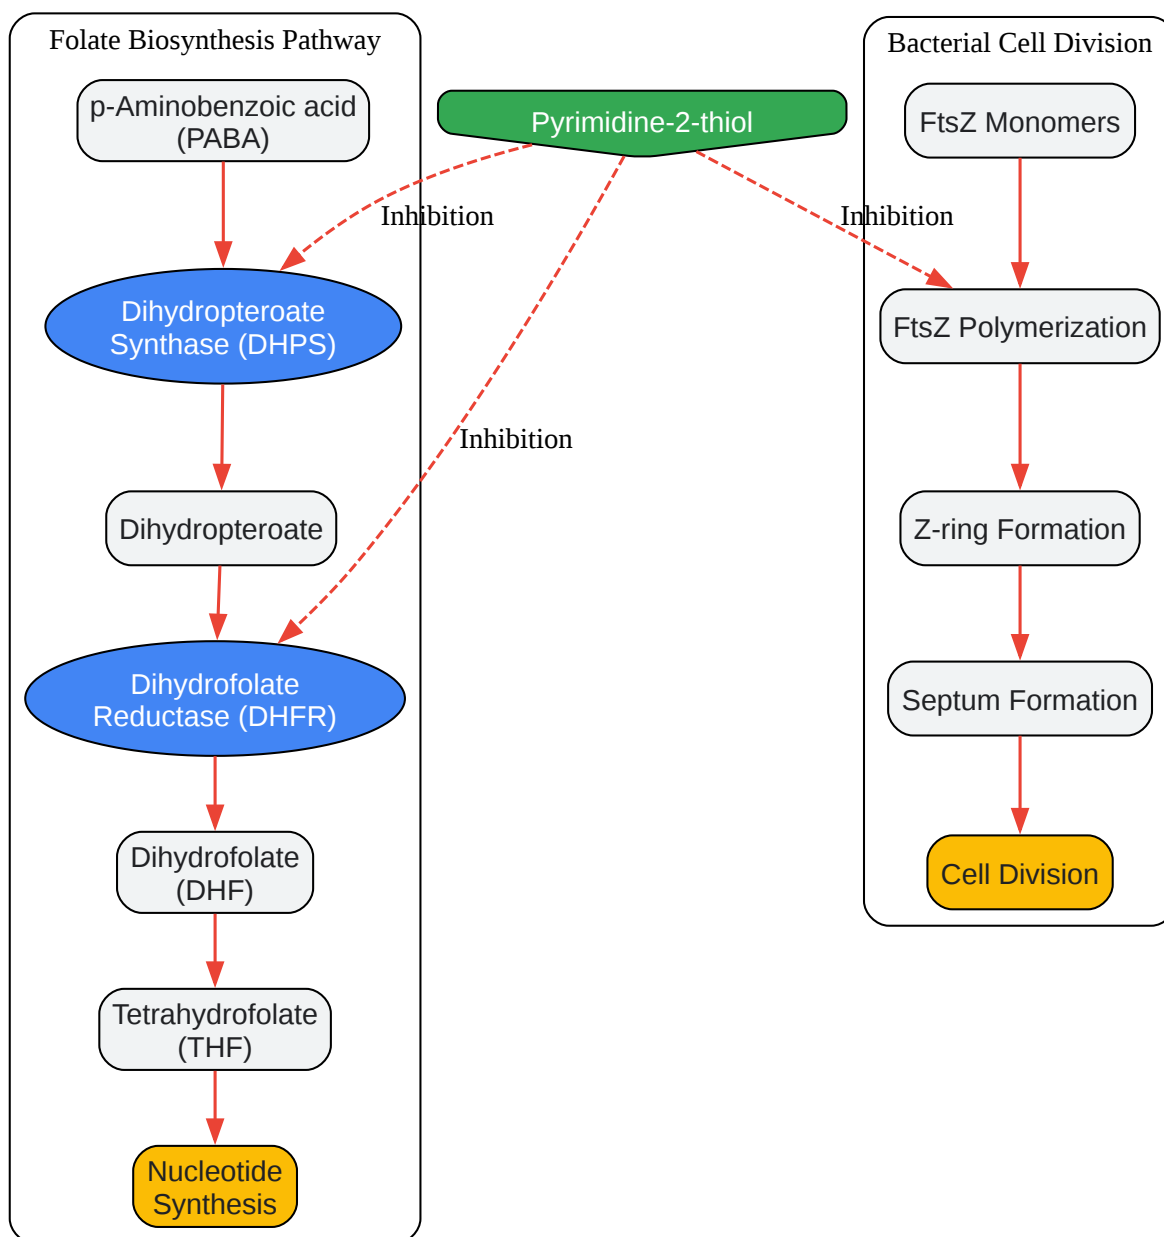 Folate Biosynthesis Pathway
p-Aminobenzoic acid
(PABA)
Inhibition
Dihydropteroate
Synthase (DHPS)
Inhibition
Dihydropteroate
Dihydrofolate
Reductase (DHFR)
Dihydrofolate
(DHF)
Tetrahydrofolate
(THF)
Nucleotide
Synthesis
Pyrimidine-2-thiol
Inhibition
Bacterial Cell Division
FtsZ Monomers
FtsZ Polymerization
Z-ring Formation
Septum Formation
Cell Division